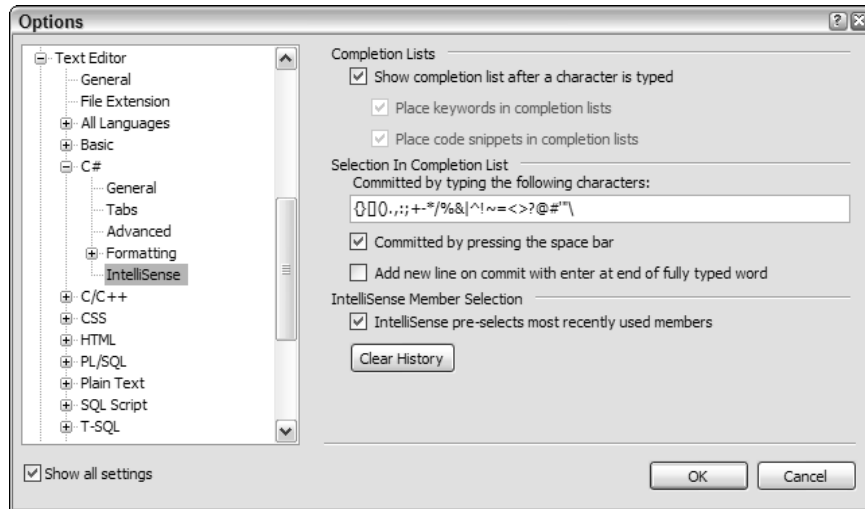 Options
Text Editor
General
File Extension
All Languages
Basic
C#
General
Tabs
Advanced
Formatting
IntelliSense
C/C++
CSS
HTML
PL/SQL
Plain Text
SQL Script
T-SQL
Show all settings
Completion Lists
Show completion list after a character is typed
Place keywords in completion lists
Place code snippets in completion lists
Selection In Completion List
Committed by typing the following characters:
{}[]().,:;+-*/%&|^!~=<>?@#'"\
Committed by pressing the space bar
Add new line on commit with enter at end of fully typed word
IntelliSense Member Selection
IntelliSense pre-selects most recently used members
Clear History
OK
Cancel